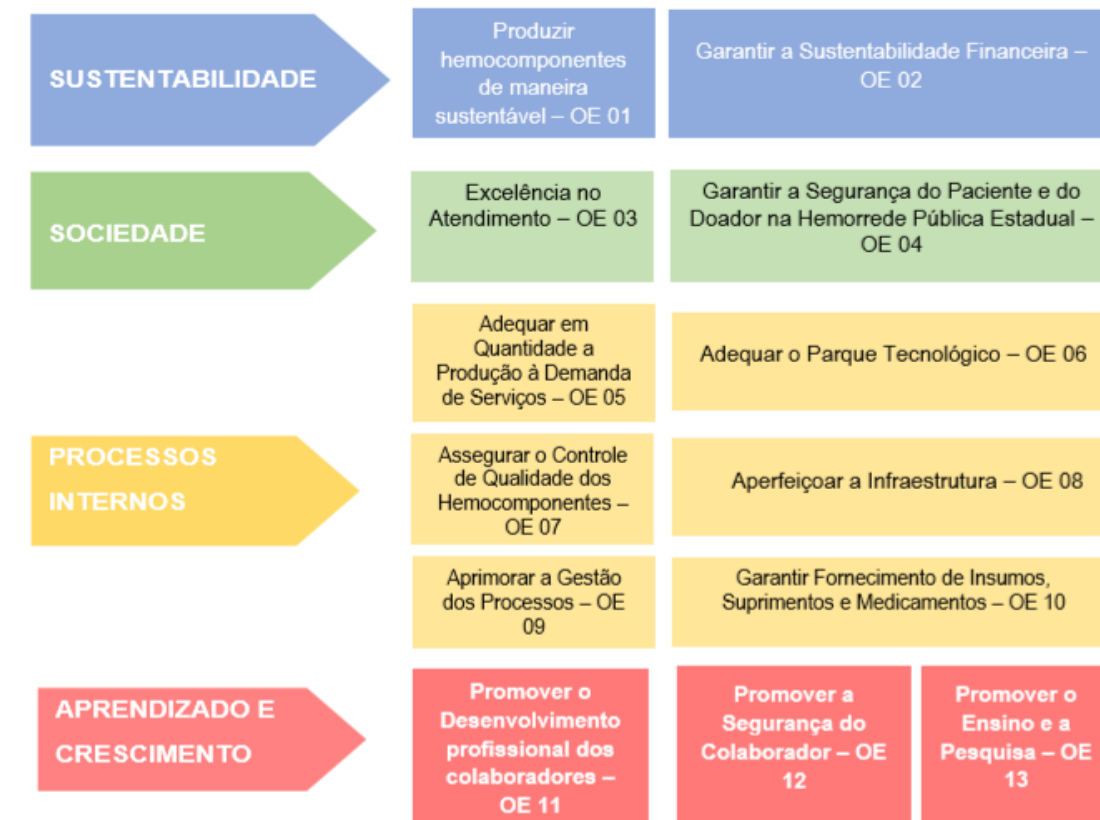 SUSTENTABILIDADE
Produzir
hemocomponentes
de maneira
sustentável – OE 01
Garantir a Sustentabilidade Financeira –
OE 02
SOCIEDADE
Excelência no
Atendimento – OE 03
Garantir a Segurança do Paciente e do
Doador na Hemorrede Pública Estadual –
OE 04
PROCESSOS
INTERNOS
Adequar em
Quantidade a
Produção à Demanda
de Serviços – OE 05
Adequar o Parque Tecnológico – OE 06
Assegurar o Controle
de Qualidade dos
Hemocomponentes –
OE 07
Aperfeiçoar a Infraestrutura – OE 08
Aprimorar a Gestão
dos Processos – OE
09
Garantir Fornecimento de Insumos,
Suprimentos e Medicamentos – OE 10
APRENDIZADO E
CRESCIMENTO
Promover o
Desenvolvimento
profissional dos
colaboradores –
OE 11
Promover a
Segurança do
Colaborador – OE
12
Promover o
Ensino e a
Pesquisa – OE
13